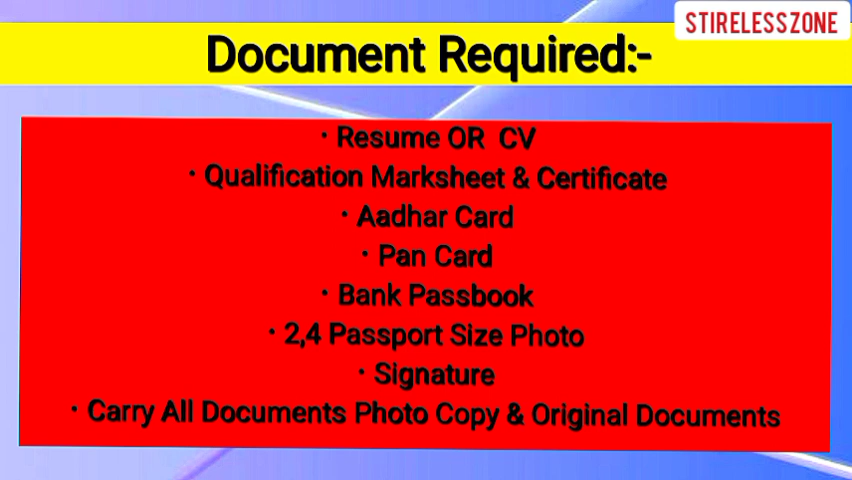 STIRELESSZONE
Document Required:-
· Resume OR CV
· Qualification Marksheet & Certificate
· Aadhar Card
· Pan Card
· Bank Passbook
· 2,4 Passport Size Photo
· Signature
· Carry All Documents Photo Copy & Original Documents